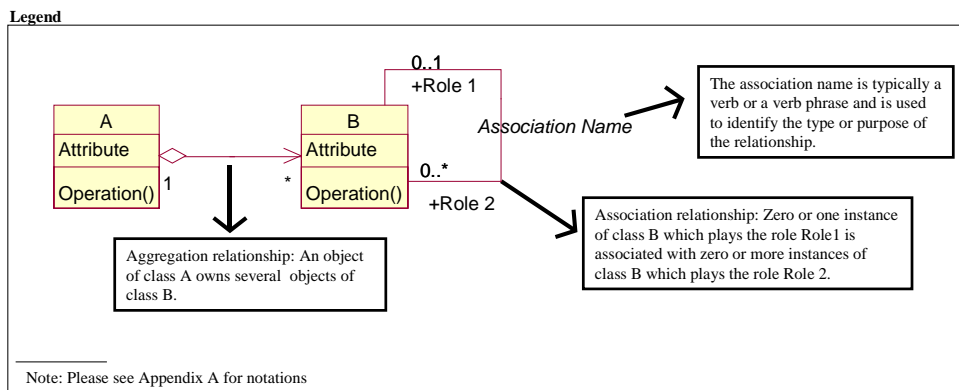 Legend
A
Attribute
Operation()
1
*
B
Attribute
Operation()
0..1
+Role 1
Association Name
0..*
+Role 2
The association name is typically a
verb or a verb phrase and is used
to identify the type or purpose of
the relationship.
Aggregation relationship: An object
of class A owns several objects of
class B.
Association relationship: Zero or one instance
of class B which plays the role Role1 is
associated with zero or more instances of
class B which plays the role Role 2.
Note: Please see Appendix A for notations